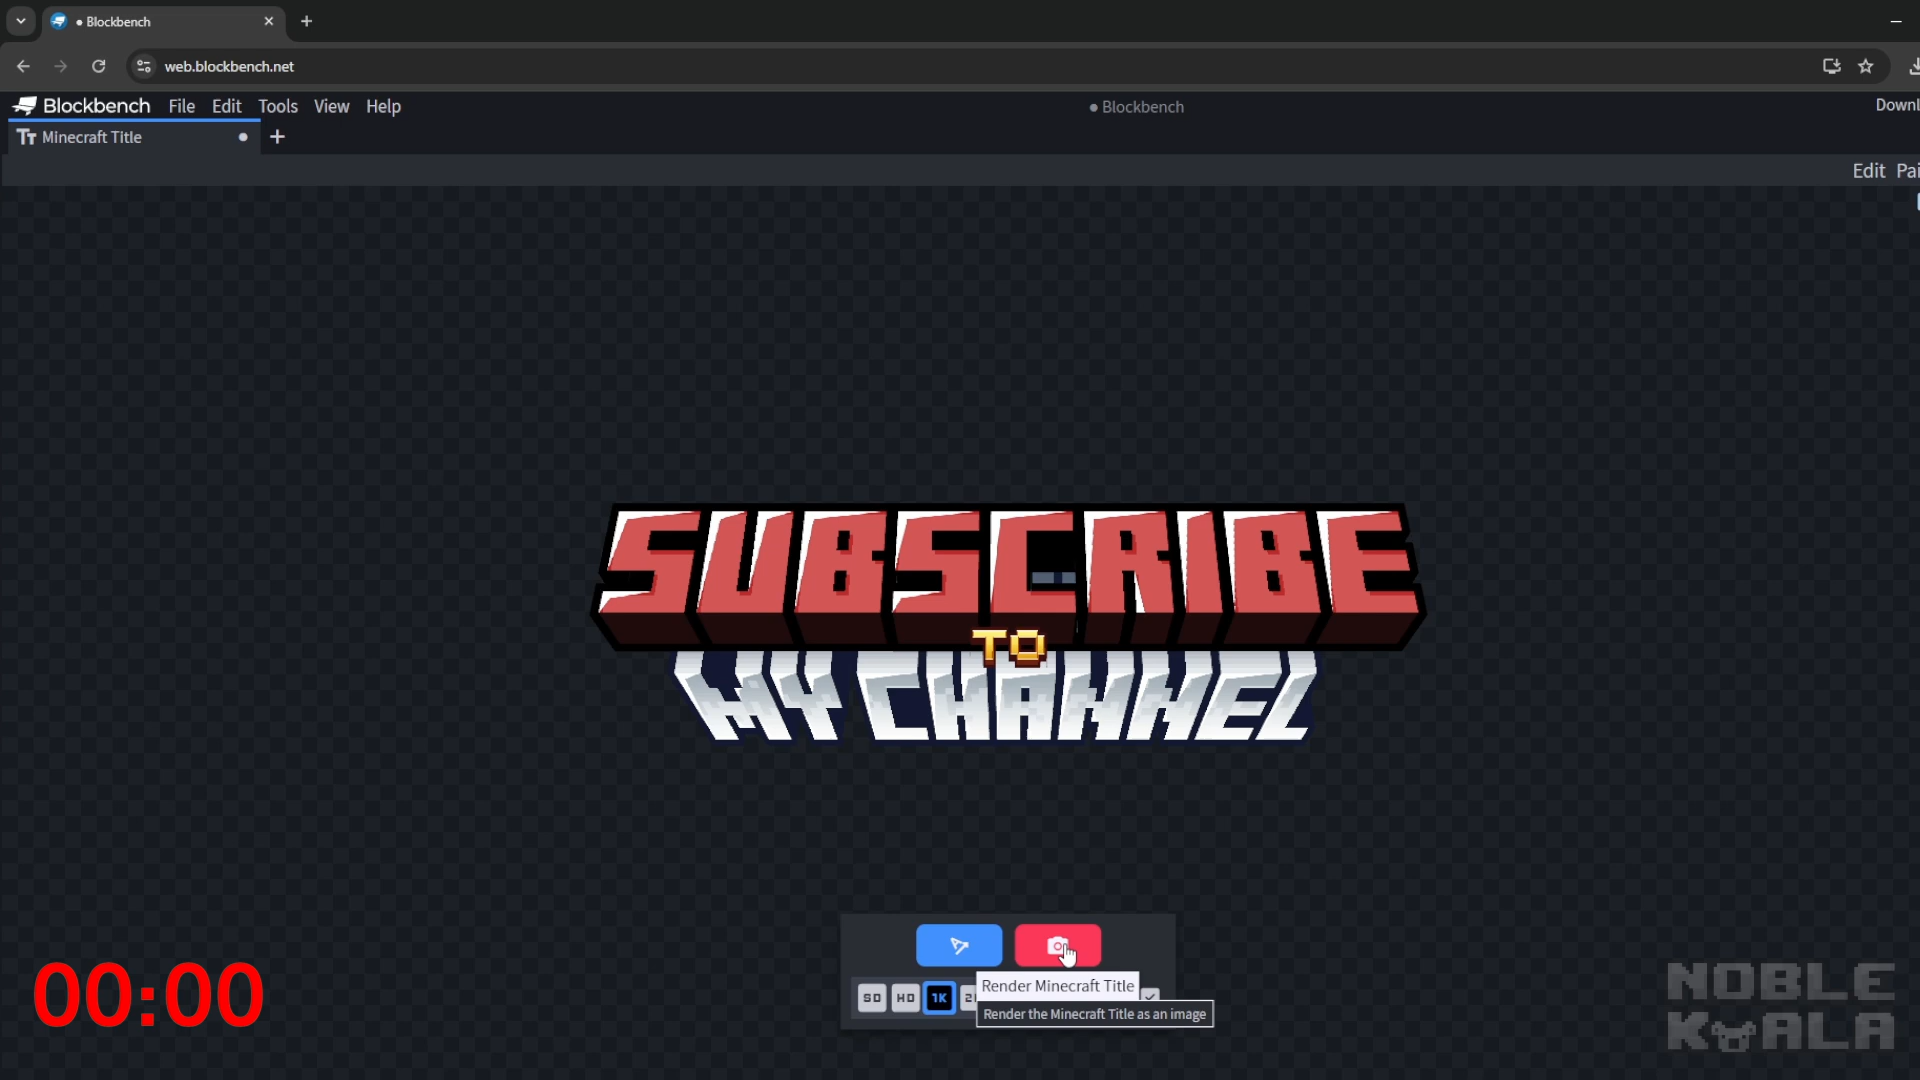 Blockbench
web.blockbench.net
Blockbench File Edit Tools View Help
Blockbench
Downl
Minecraft Title
Edit Pai
SUBSCRIBE
TO
MY CHANNEL
SD HD 1K
Render Minecraft Title
Render the Minecraft Title as an image
00:00
NOBLE
KOALA